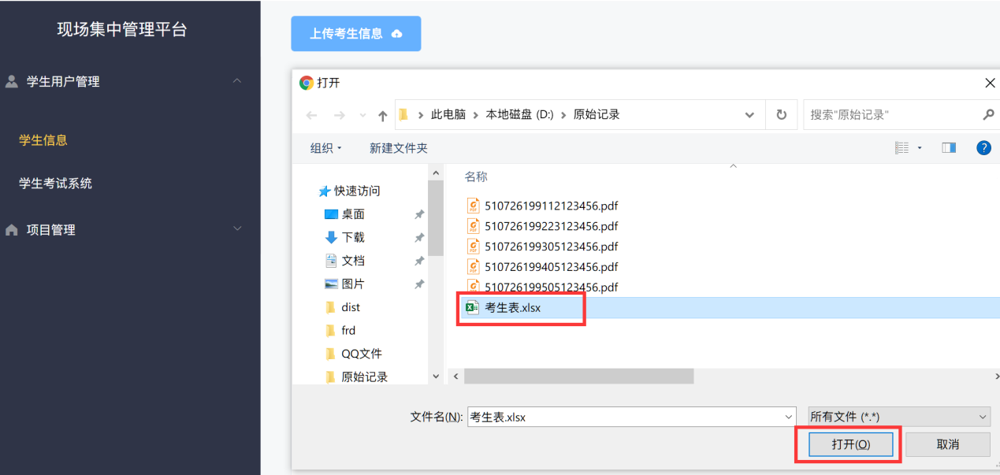 现场集中管理平台
学生用户管理
学生信息
学生考试系统
项目管理
上传考生信息
打开
此电脑 > 本地磁盘 (D:) > 原始记录
搜索"原始记录"
组织
新建文件夹
快速访问
桌面
下载
文档
图片
dist
frd
QQ文件
原始记录
名称
510726199112123456.pdf
510726199223123456.pdf
510726199305123456.pdf
510726199405123456.pdf
510726199505123456.pdf
考生表.xlsx
文件名(N):
考生表.xlsx
所有文件 (*.*)
打开(O)
取消